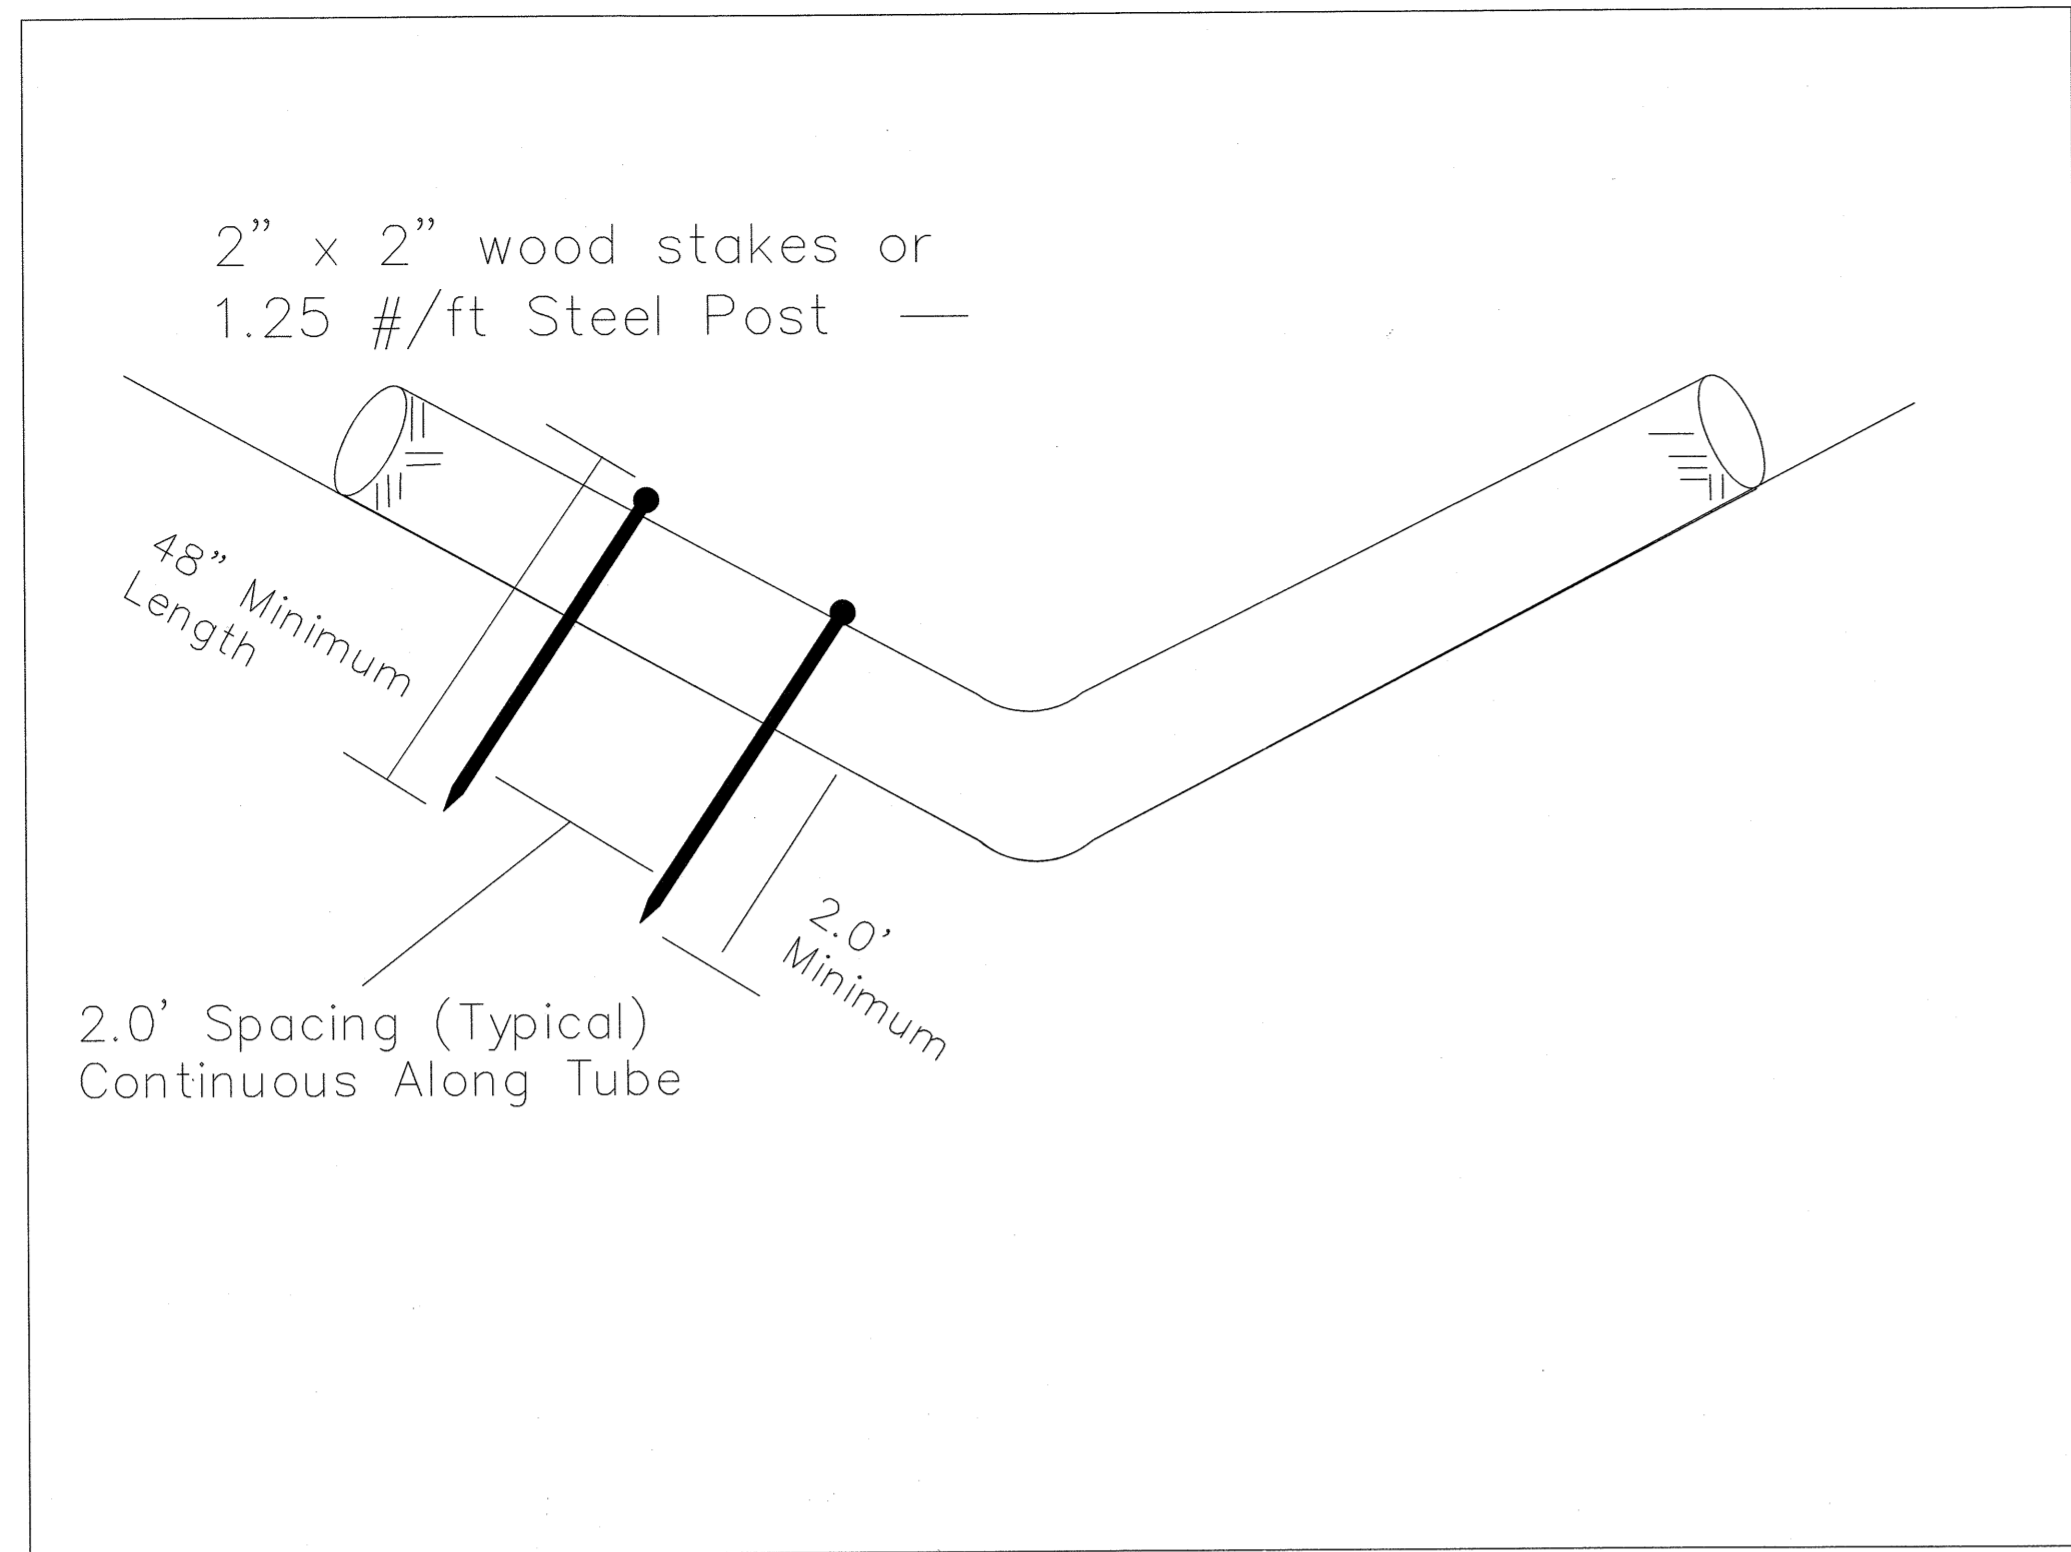 2” x 2” wood stakes or
1.25 #/ft Steel Post —
48” Minimum
Length
2.0’
Minimum
2.0’ Spacing (Typical)
Continuous Along Tube